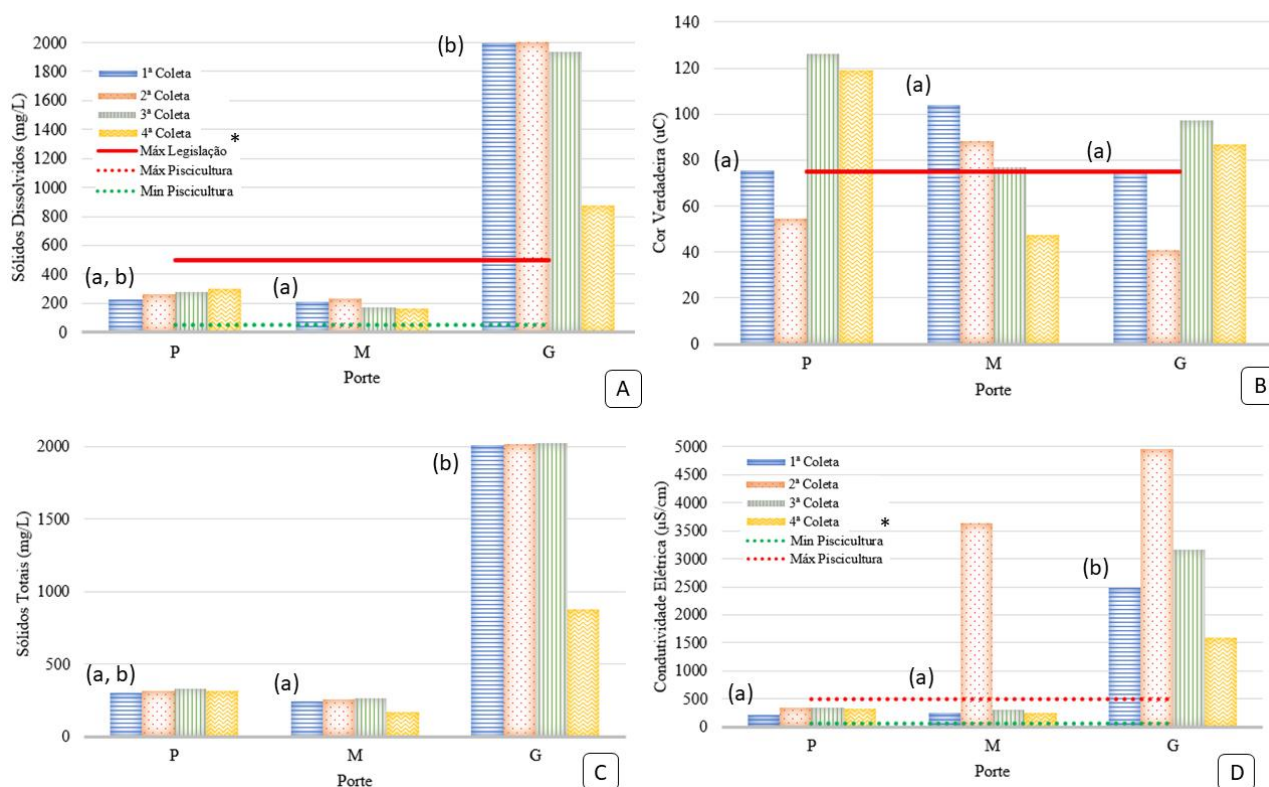 Sólidos Dissolvidos (mg/L)
2000
1800
1600
1400
1200
1000
800
600
400
200
0
1ª Coleta
2ª Coleta
3ª Coleta
4ª Coleta *
Máx Legislação
Máx Piscicultura
Min Piscicultura
(a, b)
(a)
(b)
P M G
Porte
A
Cor Verdadeira (uC)
140
120
100
80
60
40
20
0
(a)
(a)
(a)
P M G
Porte
B
Sólidos Totais (mg/L)
2000
1500
1000
500
0
(a, b)
(a)
(b)
P M G
Porte
C
Condutividade Elétrica (µS/cm)
5000
4500
4000
3500
3000
2500
2000
1500
1000
500
0
1ª Coleta
2ª Coleta
3ª Coleta
4ª Coleta *
Min Piscicultura
Máx Piscicultura
(a)
(a)
(b)
P M G
Porte
D